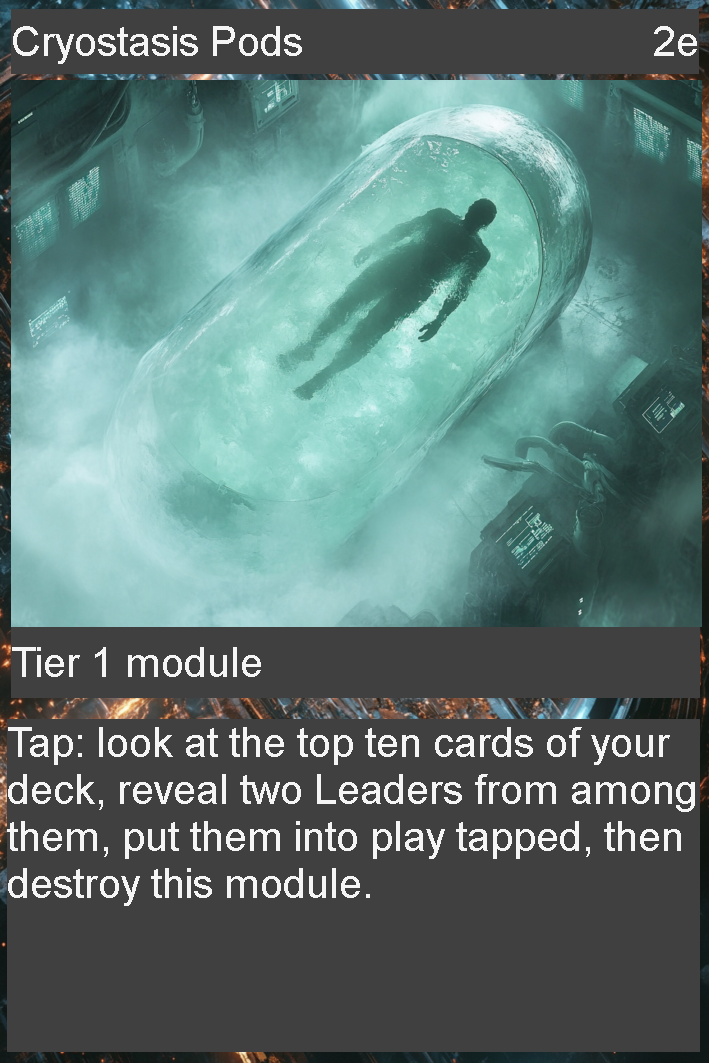 Cryostasis Pods 2e
Tier 1 module
Tap: look at the top ten cards of your
deck, reveal two Leaders from among
them, put them into play tapped, then
destroy this module.